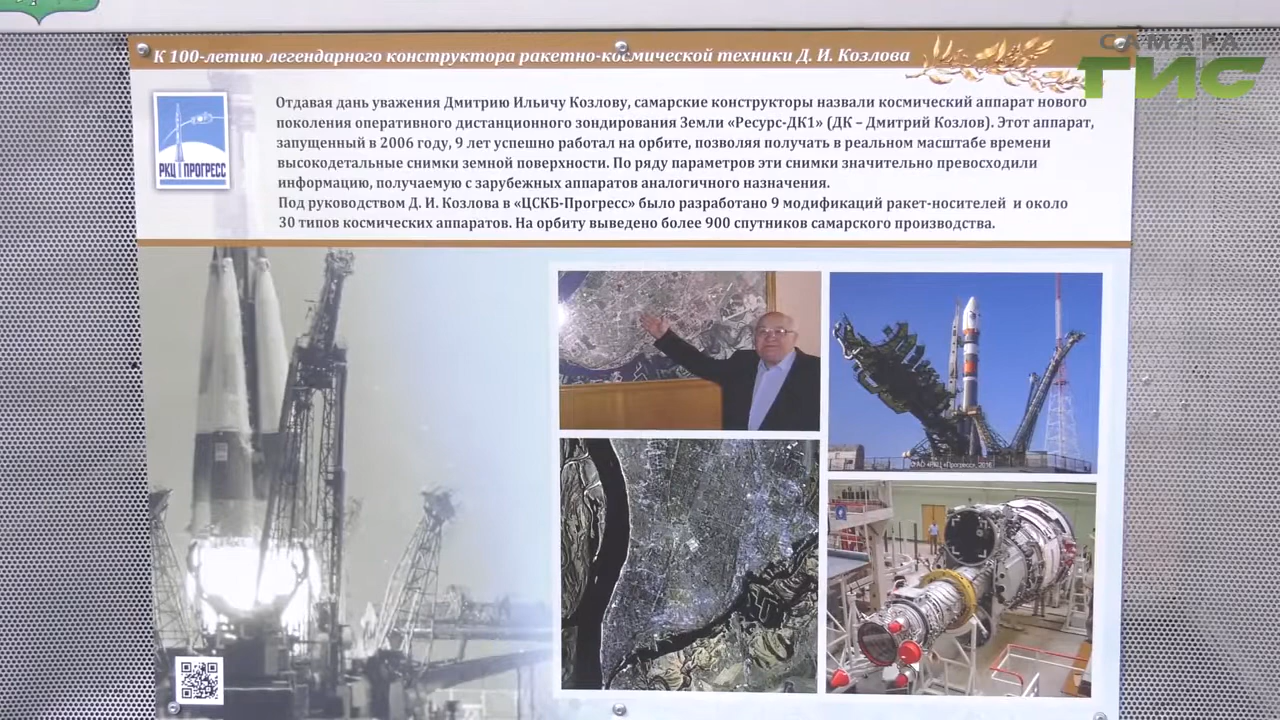 К 100-летию легендарного конструктора ракетно-космической техники Д. И. Козлова
САМАРА
ГИС
РКЦ ПРОГРЕСС
Отдавая дань уважения Дмитрию Ильичу Козлову, самарские конструкторы назвали космический аппарат нового
поколения оперативного дистанционного зондирования Земли «Ресурс-ДК1» (ДК – Дмитрий Козлов). Этот аппарат,
запущенный в 2006 году, 9 лет успешно работал на орбите, позволяя получать в реальном масштабе времени
высокодетальные снимки земной поверхности. По ряду параметров эти снимки значительно превосходили
информацию, получаемую с зарубежных аппаратов аналогичного назначения.
Под руководством Д. И. Козлова в «ЦСКБ-Прогресс» было разработано 9 модификаций ракет-носителей и около
30 типов космических аппаратов. На орбиту выведено более 900 спутников самарского производства.
АО «РКЦ «Прогресс», 2016